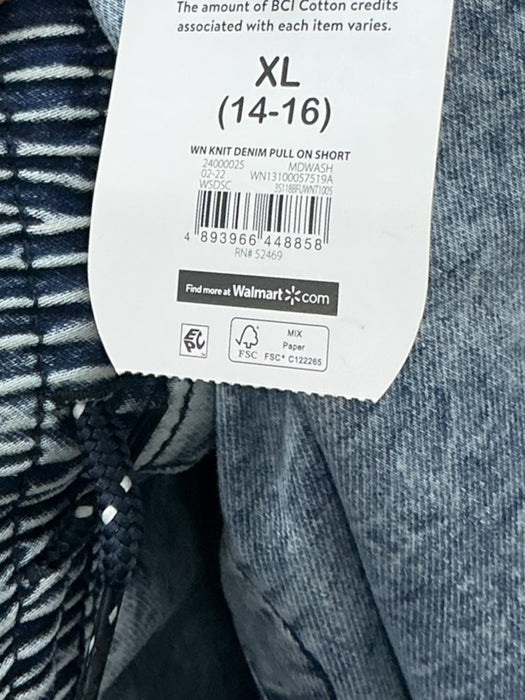 The amount of BCI Cotton credits
associated with each item varies.
XL
(14-16)
WN KNIT DENIM PULL ON SHORT
24000025 MDWASH
02-22 WN13100057519A
WSDSC 3S118BFUWNT1005
4 893966 448858
RN# 52469
Find more at Walmart.com
MIX
Paper
FSC FSC® C122265